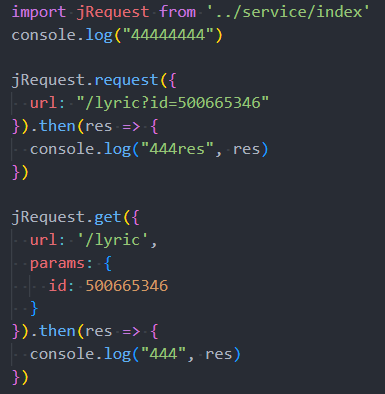 import jRequest from '../service/index'
console.log("44444444")
jRequest.request({
  url: "/lyric?id=500665346"
}).then(res => {
  console.log("444res", res)
})
jRequest.get({
  url: '/lyric',
  params: {
    id: 500665346
  }
}).then(res => {
  console.log("444", res)
})